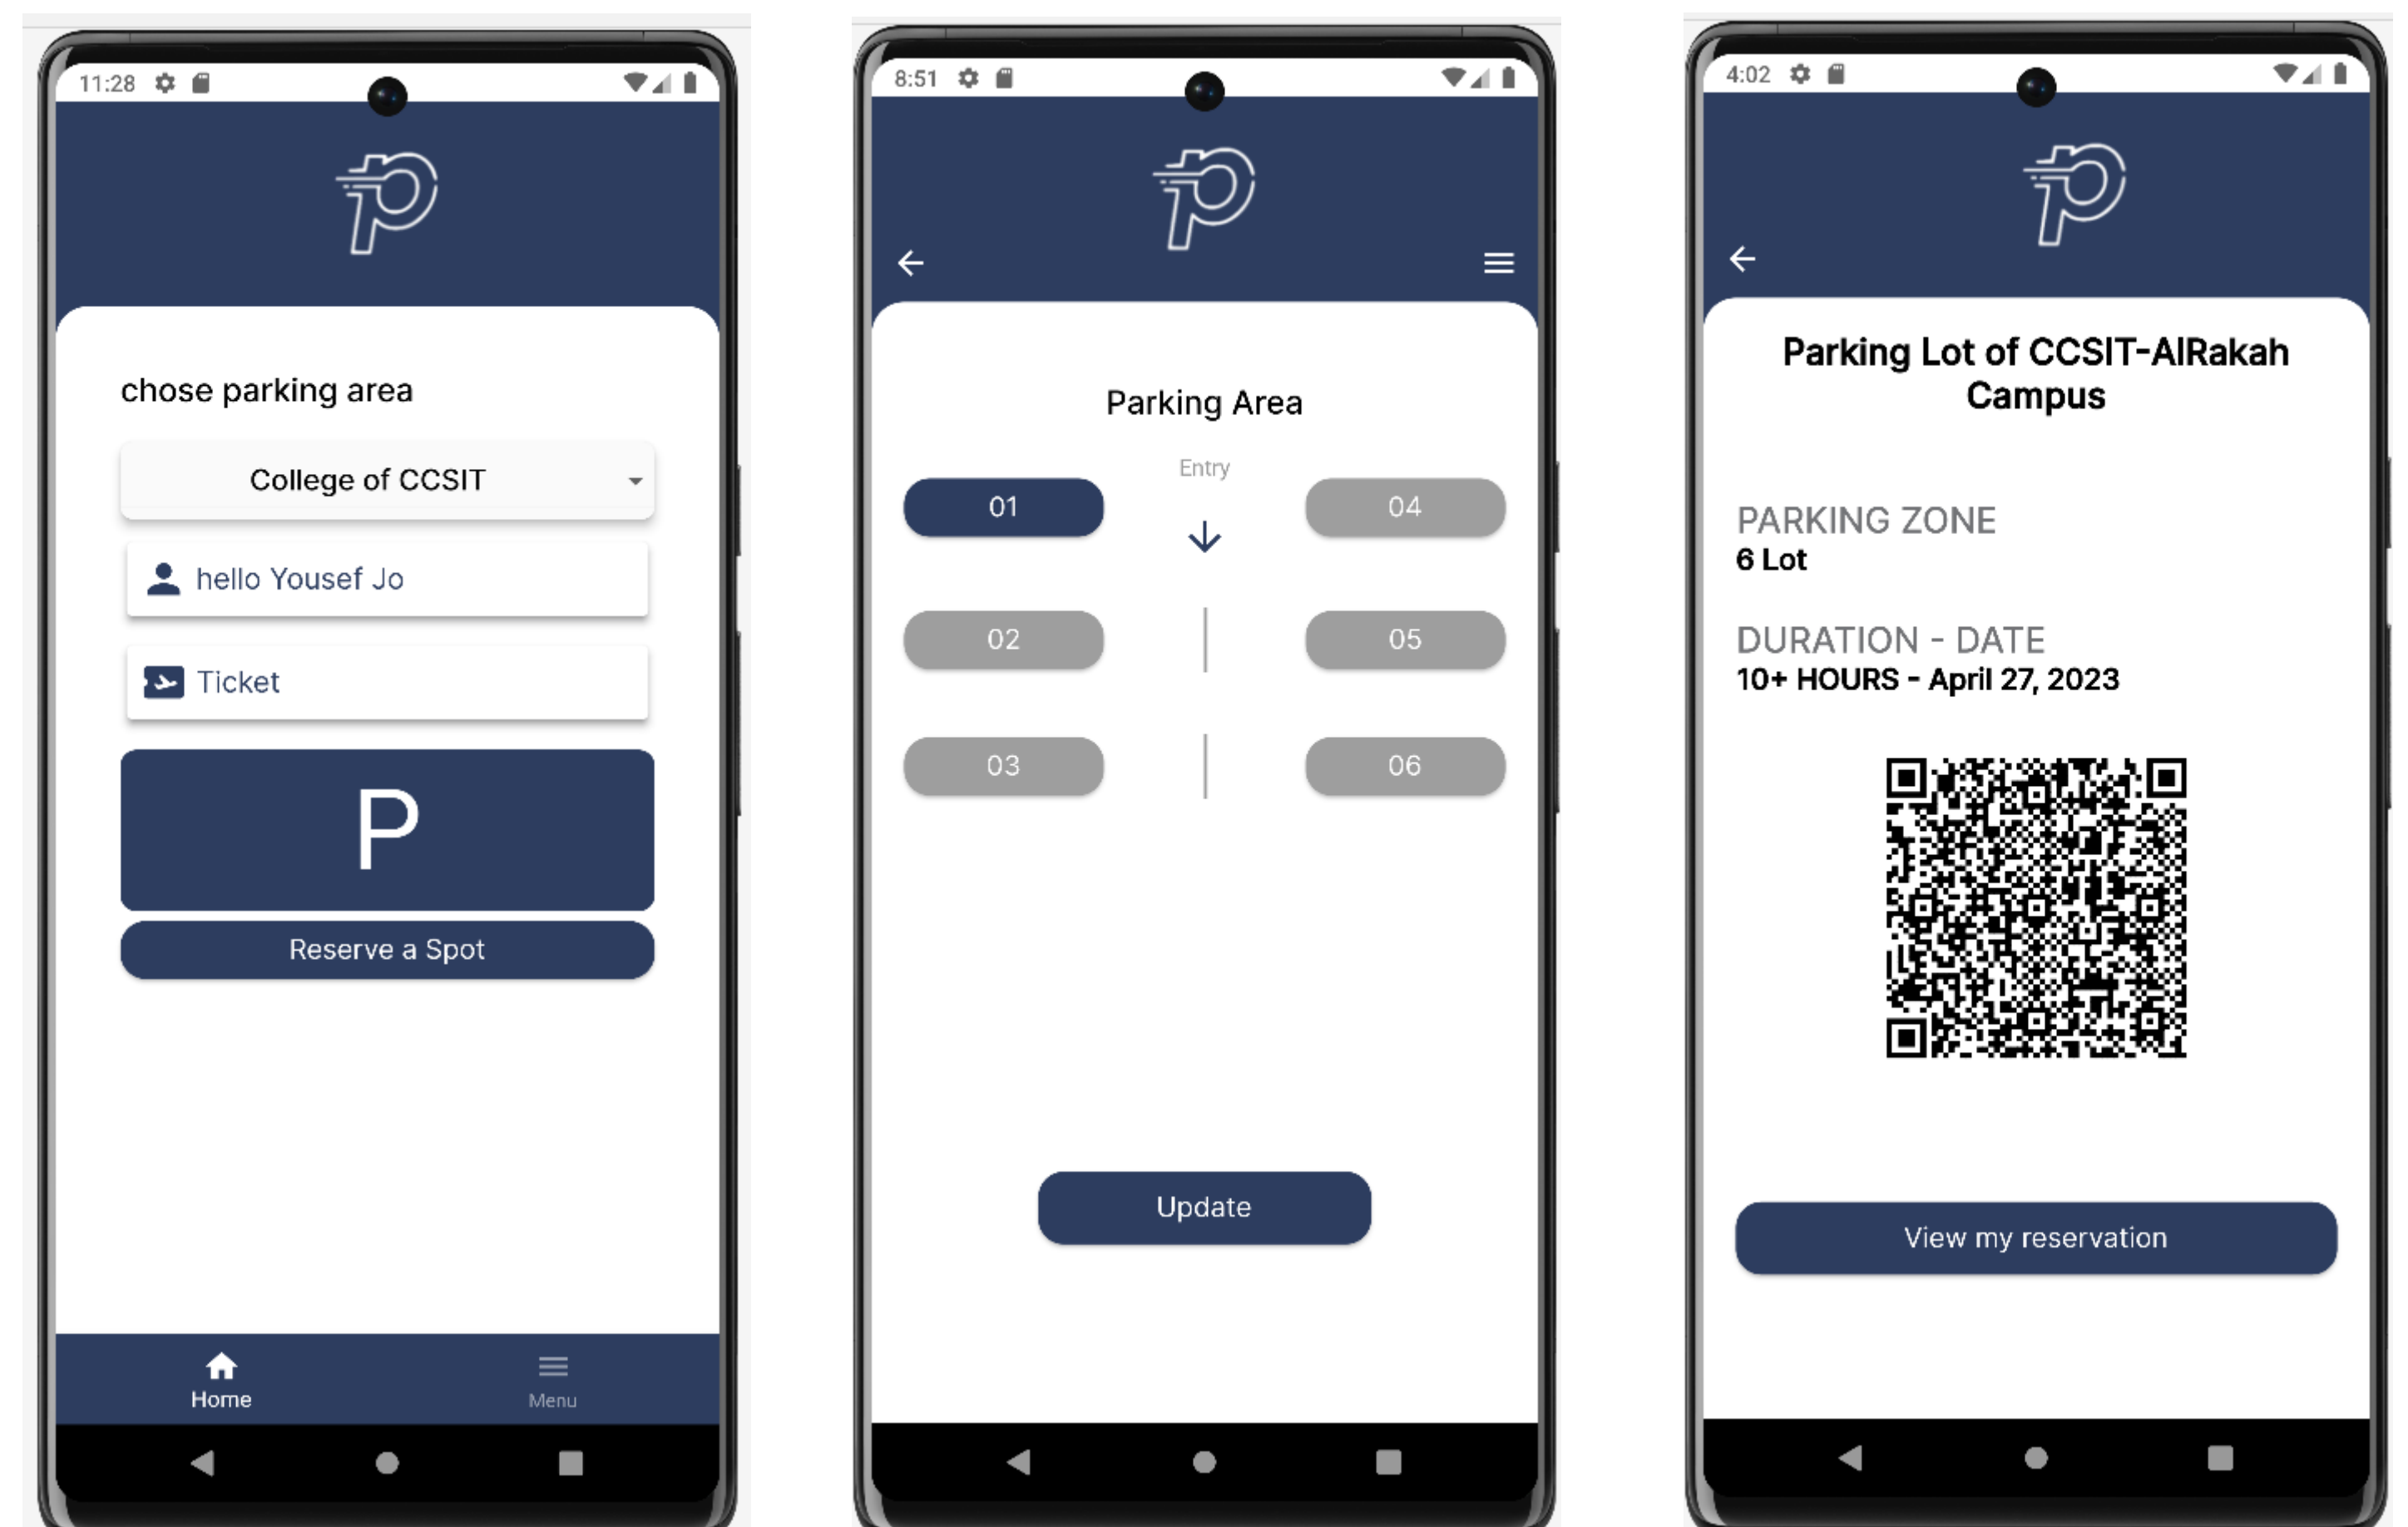 11:28
chose parking area
College of CCSIT
hello Yousef Jo
Ticket
P
Reserve a Spot
Home
Menu
8:51
Parking Area
Entry
01
04
02
05
03
06
Update
4:02
Parking Lot of CCSIT-AlRakah
Campus
PARKING ZONE
6 Lot
DURATION - DATE
10+ HOURS - April 27, 2023
View my reservation